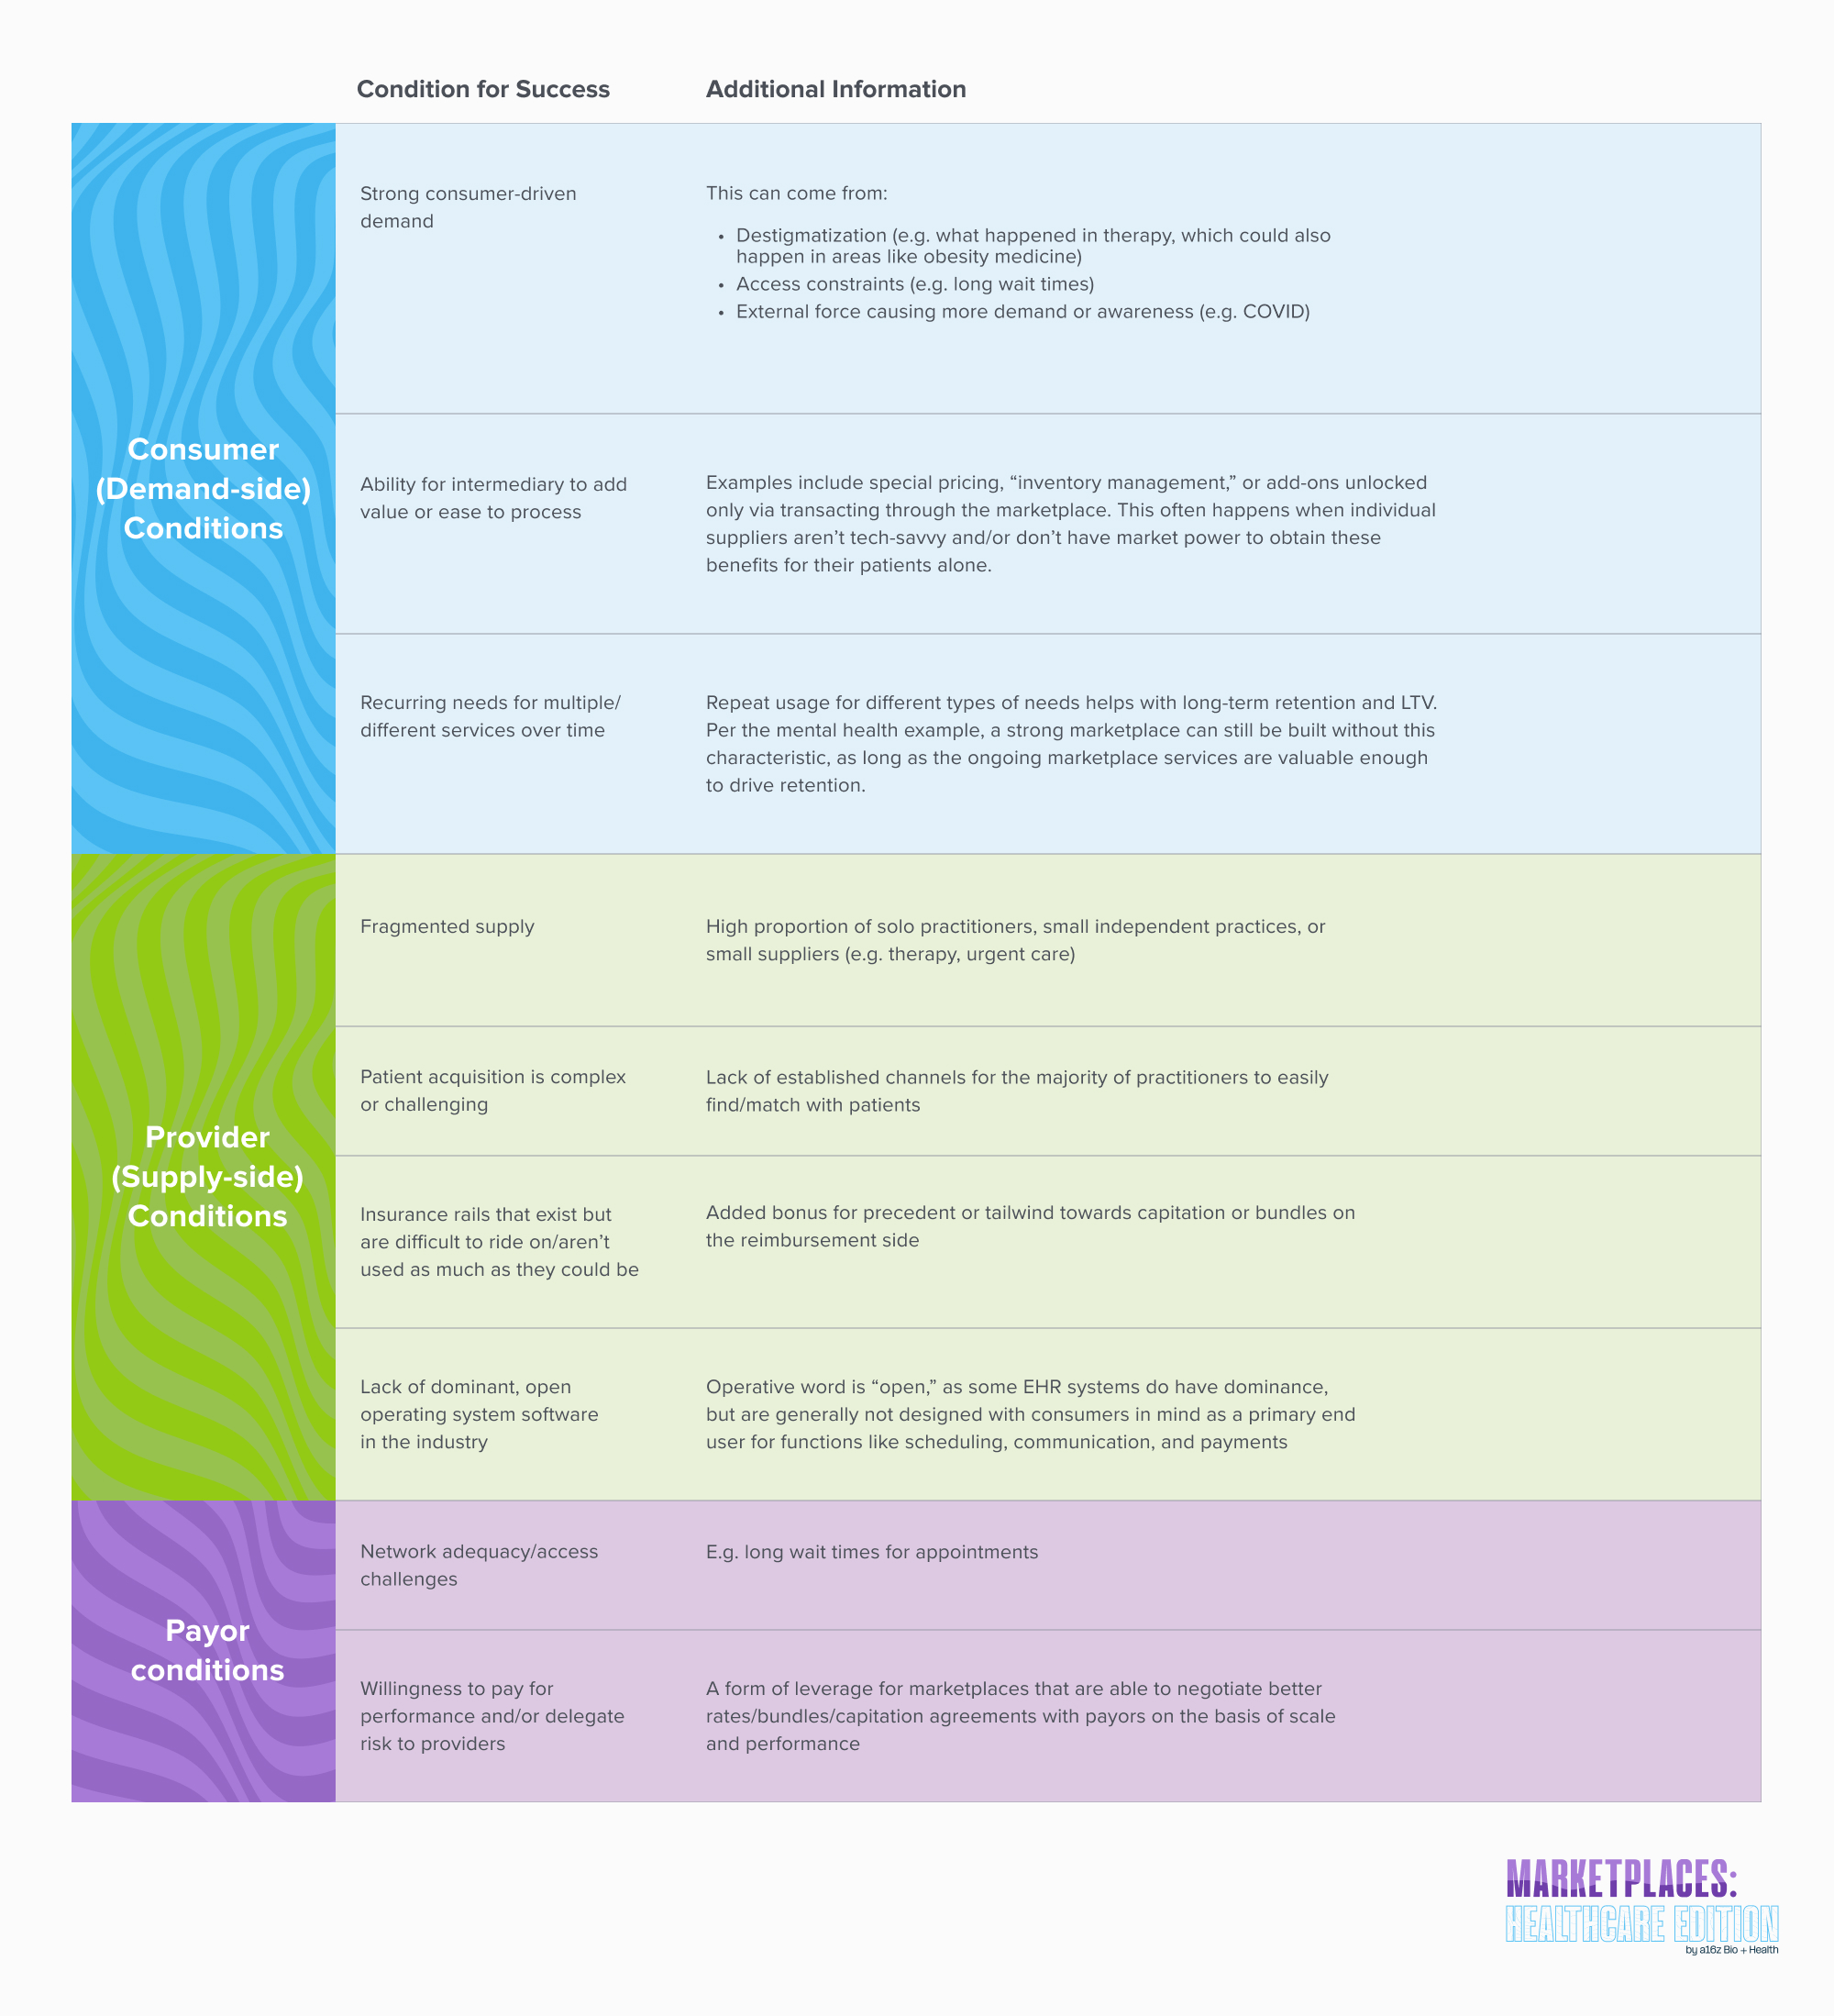 Condition for Success
Additional Information
Consumer
(Demand-side)
Conditions
Strong consumer-driven
demand
This can come from:
• Destigmatization (e.g. what happened in therapy, which could also
happen in areas like obesity medicine)
• Access constraints (e.g. long wait times)
• External force causing more demand or awareness (e.g. COVID)
Ability for intermediary to add
value or ease to process
Examples include special pricing, “inventory management,” or add-ons unlocked
only via transacting through the marketplace. This often happens when individual
suppliers aren’t tech-savvy and/or don’t have market power to obtain these
benefits for their patients alone.
Recurring needs for multiple/
different services over time
Repeat usage for different types of needs helps with long-term retention and LTV.
Per the mental health example, a strong marketplace can still be built without this
characteristic, as long as the ongoing marketplace services are valuable enough
to drive retention.
Provider
(Supply-side)
Conditions
Fragmented supply
High proportion of solo practitioners, small independent practices, or
small suppliers (e.g. therapy, urgent care)
Patient acquisition is complex
or challenging
Lack of established channels for the majority of practitioners to easily
find/match with patients
Insurance rails that exist but
are difficult to ride on/aren’t
used as much as they could be
Added bonus for precedent or tailwind towards capitation or bundles on
the reimbursement side
Lack of dominant, open
operating system software
in the industry
Operative word is “open,” as some EHR systems do have dominance,
but are generally not designed with consumers in mind as a primary end
user for functions like scheduling, communication, and payments
Payor
conditions
Network adequacy/access
challenges
E.g. long wait times for appointments
Willingness to pay for
performance and/or delegate
risk to providers
A form of leverage for marketplaces that are able to negotiate better
rates/bundles/capitation agreements with payors on the basis of scale
and performance
MARKETPLACES:
HEALTHCARE EDITION
by a16z Bio + Health